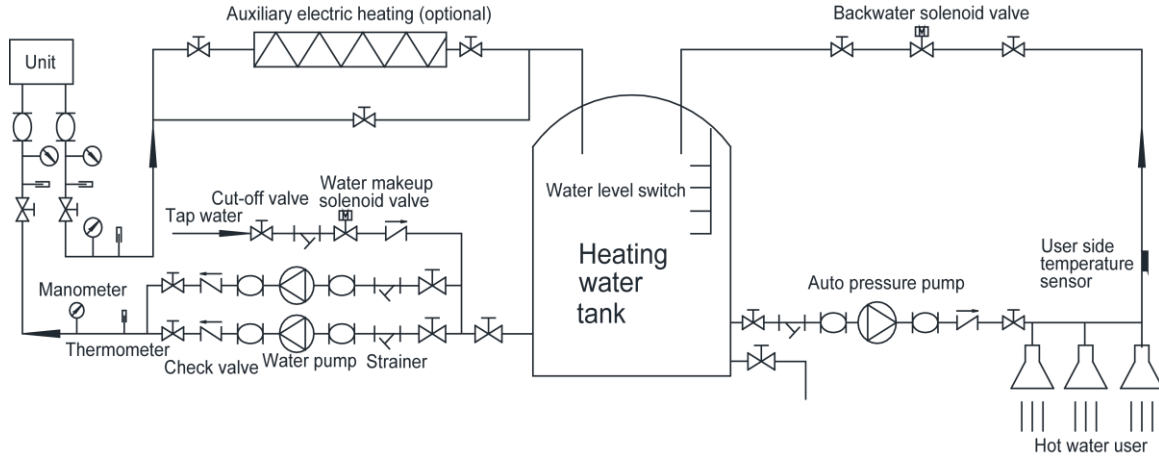 Auxiliary electric heating (optional)
Backwater solenoid valve
Unit
Cut-off valve
Water makeup
solenoid valve
Tap water
Water level switch
Heating
water
tank
User side
temperature
sensor
Manometer
Auto pressure pump
Thermometer
Check valve
Water pump
Strainer
Hot water user
M
M